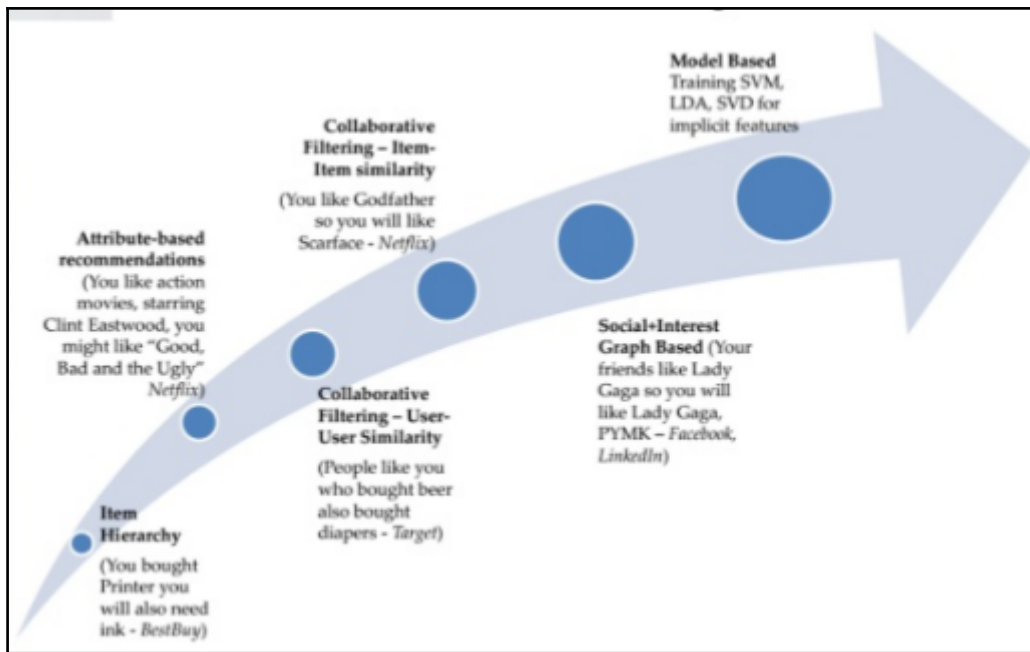 Model Based
Training SVM,
LDA, SVD for
implicit features
Collaborative
Filtering – Item-
Item similarity
(You like Godfather
so you will like
Scarface - Netflix)
Attribute-based
recommendations
(You like action
movies, starring
Clint Eastwood, you
might like “Good,
Bad and the Ugly”
Netflix)
Social+Interest
Graph Based (Your
friends like Lady
Gaga so you will
like Lady Gaga,
PYMK – Facebook,
LinkedIn)
Collaborative
Filtering – User-
User Similarity
(People like you
who bought beer
also bought
diapers - Target)
Item
Hierarchy
(You bought
Printer you
will also need
ink - BestBuy)